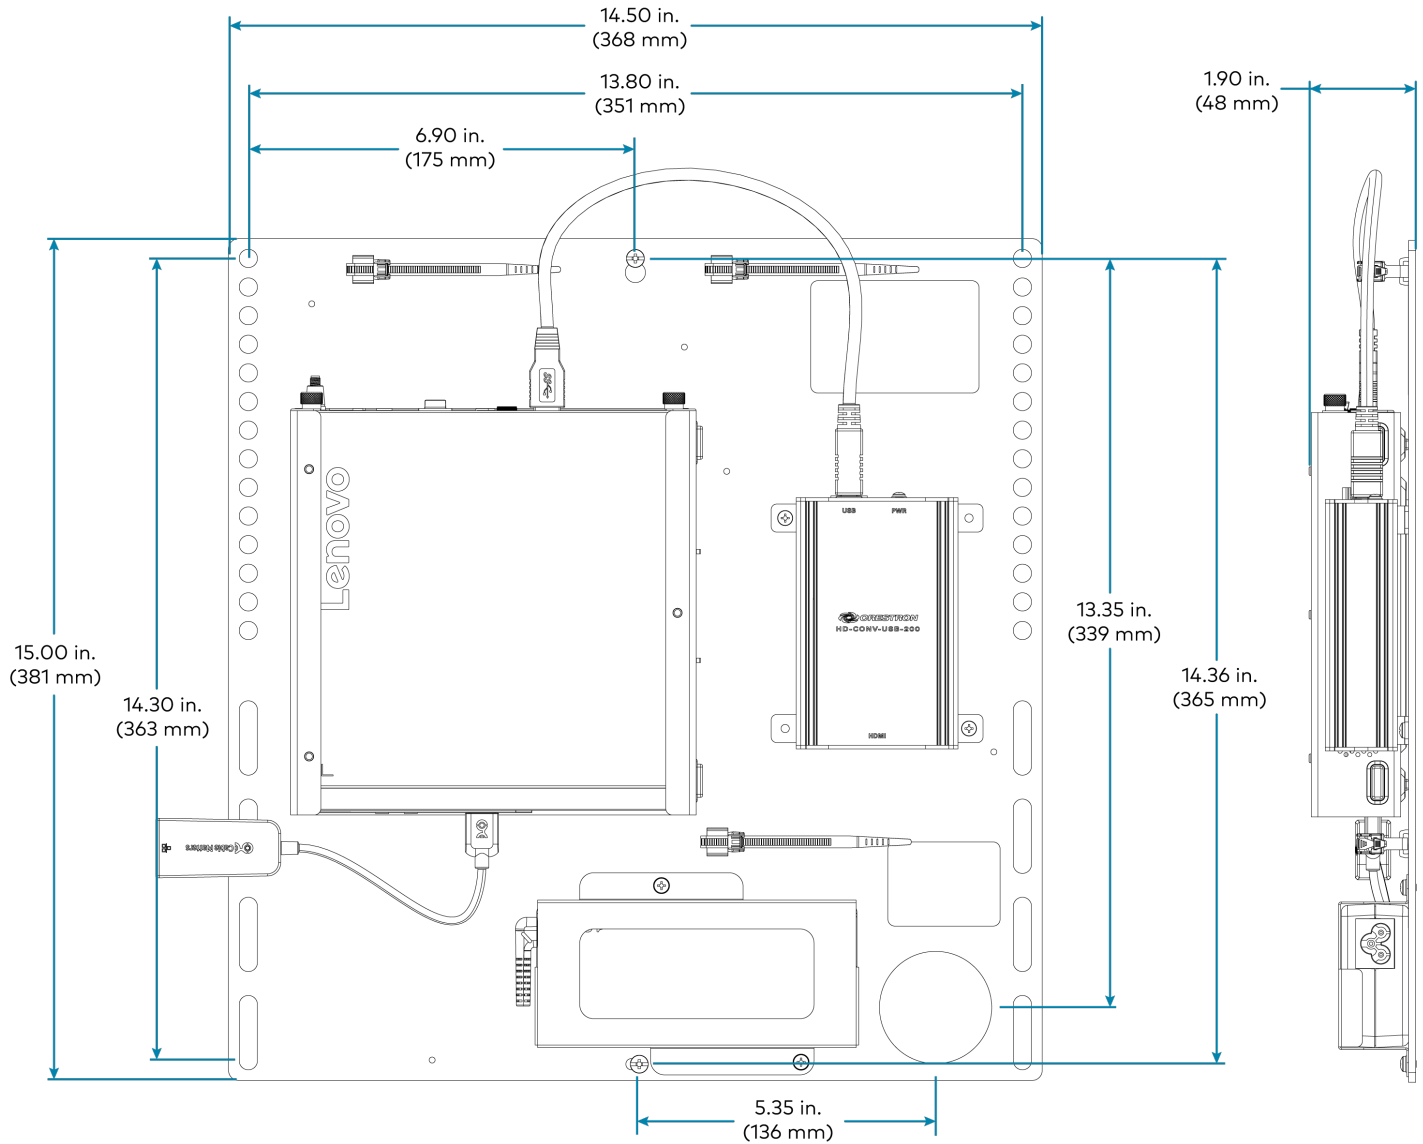 14.50 in.
(368 mm)
13.80 in.
(351 mm)
1.90 in.
(48 mm)
6.90 in.
(175 mm)
Lenovo
USB
PWR
CRESTRON
HD-CONV-USB-200
13.35 in.
(339 mm)
15.00 in.
(381 mm)
14.36 in.
(365 mm)
14.30 in.
(363 mm)
HDMI
Cable Matters
5.35 in.
(136 mm)